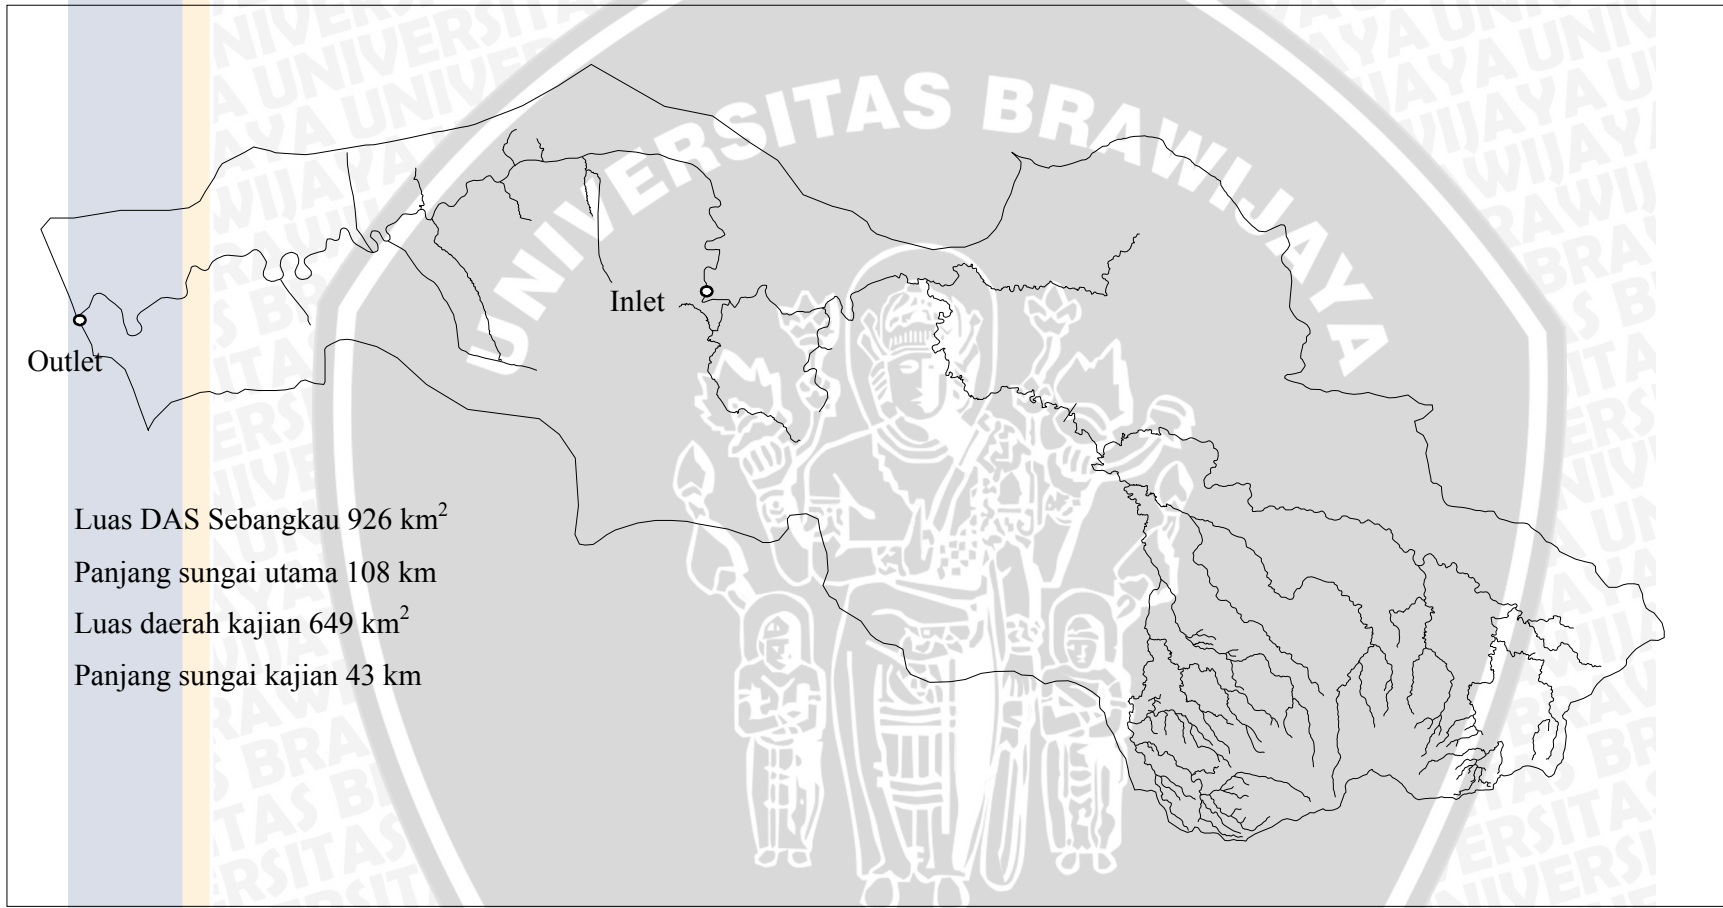 UNIVERSITAS BRAWIJAYA
Inlet
Outlet
Luas DAS Sebangkau 926 km²
Panjang sungai utama 108 km
Luas daerah kajian 649 km²
Panjang sungai kajian 43 km